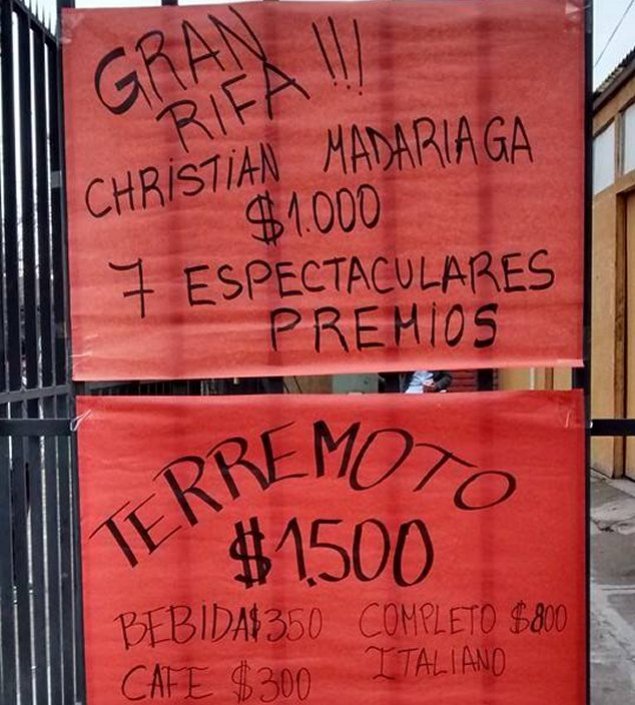 GRAN
RIFA !!!
CHRISTIAN MADARIAGA
$1.000
7 ESPECTACULARES
PREMIOS
TERREMOTO
$1.500
BEBIDA $350 COMPLETO $800
ITALIANO
CAFE $300